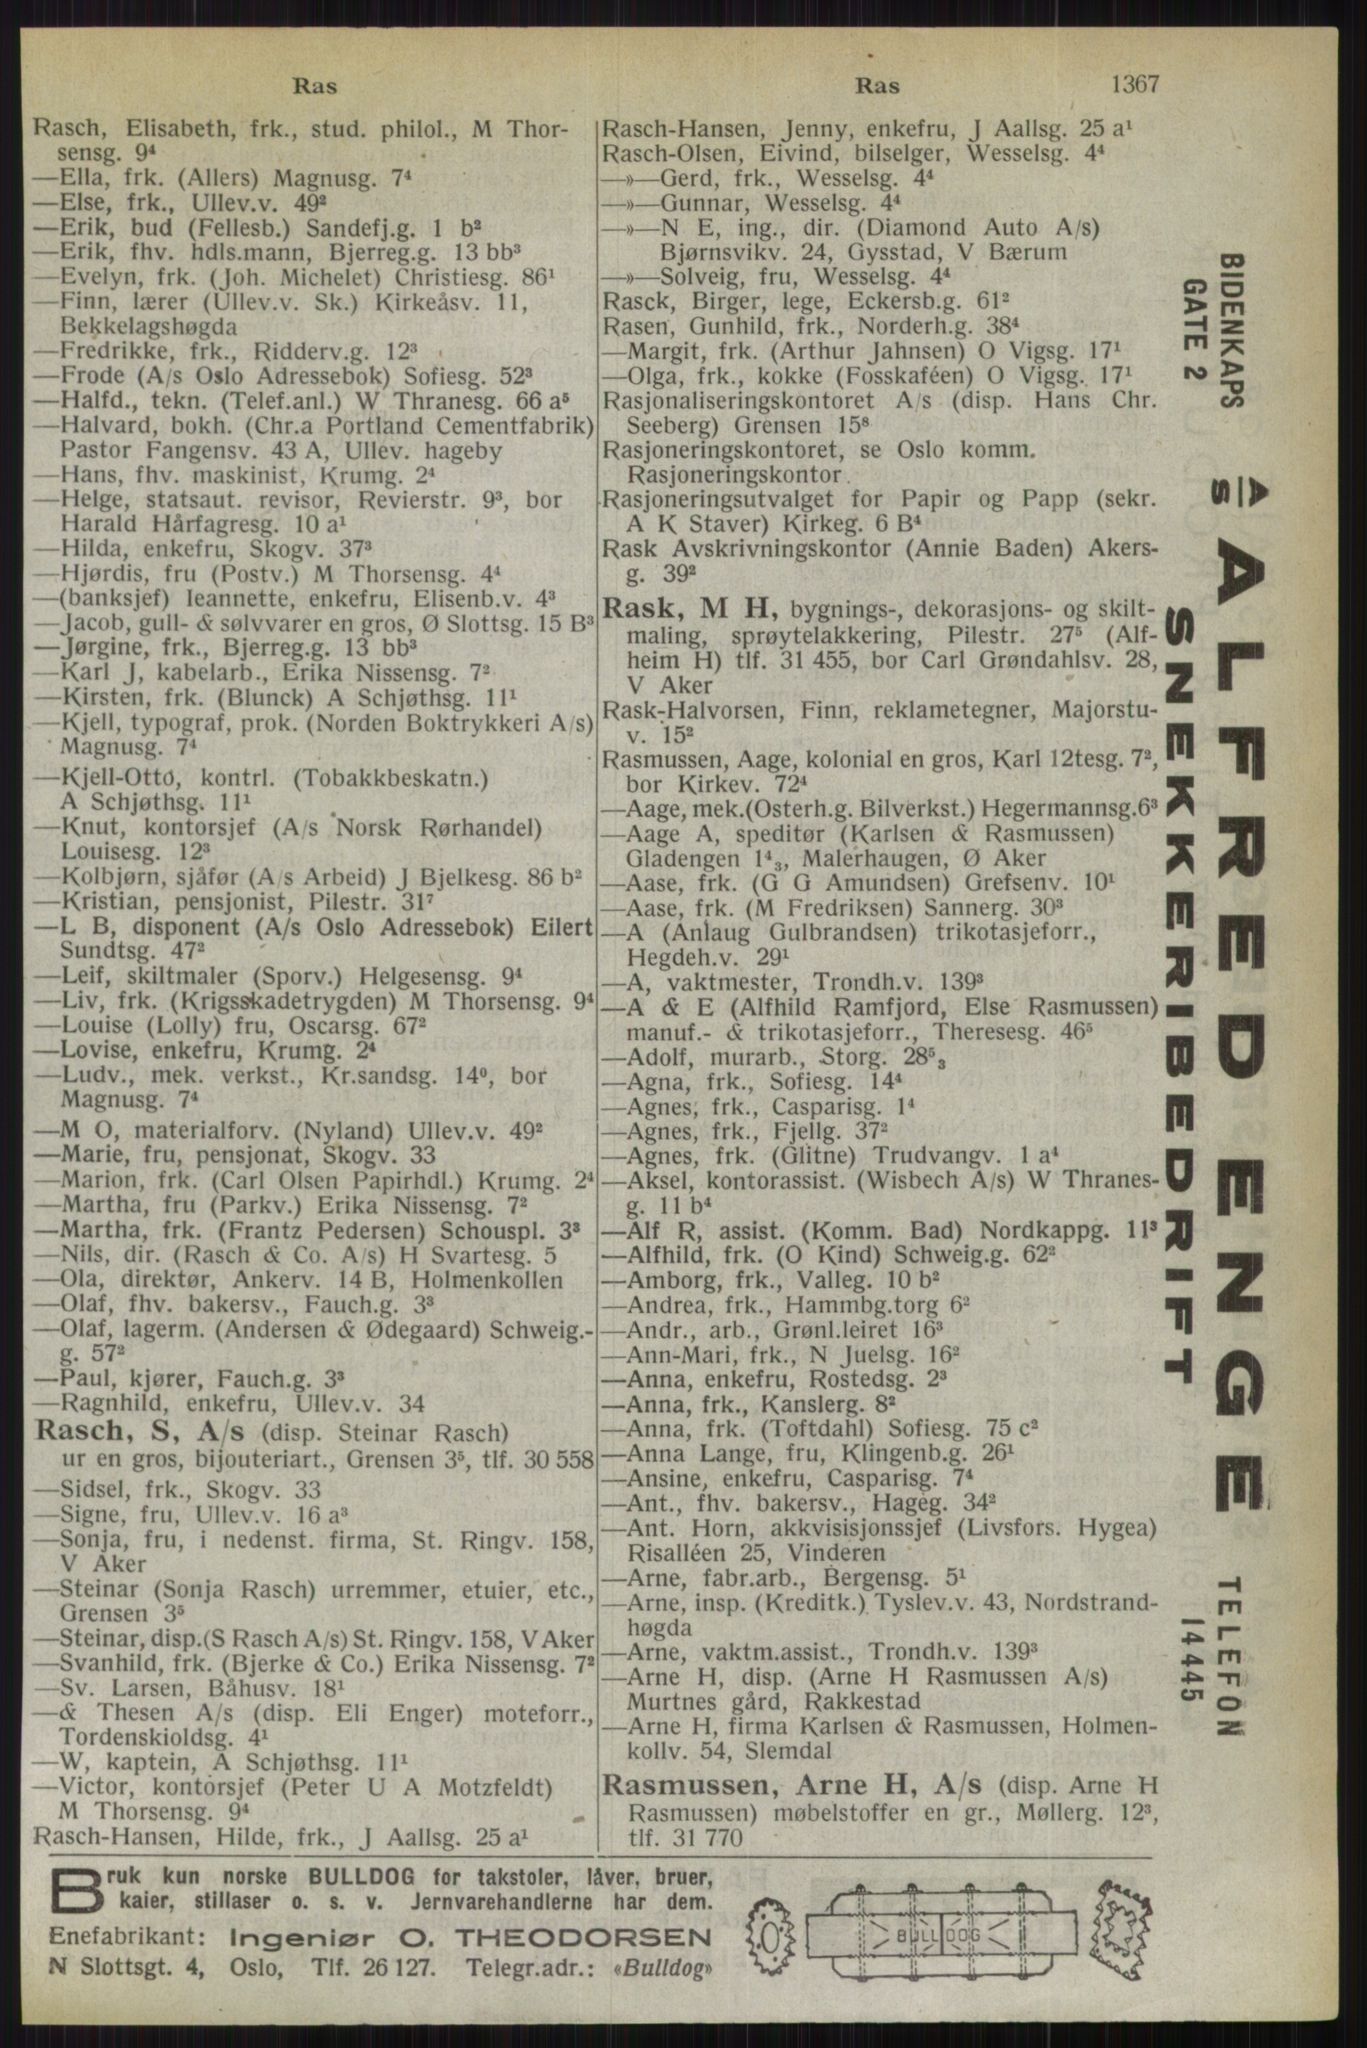 Ras
Rasch, Elisabeth, frk., stud. philol., M Thor-
sensg. 9⁴
—Ella, frk. (Allers) Magnusg. 7⁴
—Else, frk., Ullev.v. 49²
—Erik, bud (Fellesb.) Sandefj.g. 1 b²
—Erik, fhv. hdls.mann, Bjerreg.g. 13 bb³
—Evelyn, frk. (Joh. Michelet) Christiesg. 86¹
—Finn, lærer (Ullev.v. Sk.) Kirkeåsv. 11,
Bekkelagshøgda
—Fredrikke, frk., Ridderv.g. 12³
—Frode (A/s Oslo Adressebok) Sofiesg. 52³
—Halfd., tekn. (Telef.anl.) W Thranesg. 66 a⁵
—Halvard, bokh. (Chr.a Portland Cementfabrik)
Pastor Fangensv. 43 A, Ullev. hageby
—Hans, fhv. maskinist, Krumg. 2⁴
—Helge, statsaut. revisor, Revierstr. 9³, bor
Harald Hårfagresg. 10 a¹
—Hilda, enkefru, Skogv. 37³
—Hjørdis, fru (Postv.) M Thorsensg. 4⁴
—(banksjef) Ieannette, enkefru, Elisenb.v. 4³
—Jacob, gull- & sølvvarer en gros, Ø Slottsg. 15 B³
—Jørgine, frk., Bjerreg.g. 13 bb³
—Karl J, kabelarb., Erika Nissensg. 7²
—Kirsten, frk. (Blunck) A Schjøthsg. 11¹
—Kjell, typograf, prok. (Norden Boktrykkeri A/s)
Magnusg. 7⁴
—Kjell-Otto, kontrl. (Tobakkbeskatn.)
A Schjøthsg. 11¹
—Knut, kontorsjef (A/s Norsk Rørhandel)
Louisesg. 12³
—Kolbjørn, sjåfør (A/s Arbeid) J Bjelkesg. 86 b²
—Kristian, pensjonist, Pilestr. 31⁷
—L B, disponent (A/s Oslo Adressebok) Eilert
Sundtsg. 47²
—Leif, skiltmaler (Sporv.) Helgesensg. 9⁴
—Liv, frk. (Krigsskadetrygden) M Thorsensg. 9⁴
—Louise (Lolly) fru, Oscarsg. 67²
—Lovise, enkefru, Krumg. 2⁴
—Ludv., mek. verkst., Kr.sandsg. 14⁰, bor
Magnusg. 7⁴
—M O, materialforv. (Nyland) Ullev.v. 49²
—Marie, fru, pensjonat, Skogv. 33
—Marion, frk. (Carl Olsen Papirhdl.) Krumg. 2⁴
—Martha, fru (Parkv.) Erika Nissensg. 7²
—Martha, frk. (Frantz Pedersen) Schouspl. 3³
—Nils, dir. (Rasch & Co. A/s) H Svartesg. 5
—Ola, direktør, Ankerv. 14 B, Holmenkollen
—Olaf, fhv. bakersv., Fauch.g. 3³
—Olaf, lagerm. (Andersen & Ødegaard) Schweig.-
g. 57²
—Paul, kjører, Fauch.g. 3³
—Ragnhild, enkefru, Ullev.v. 34
Rasch, S, A/s (disp. Steinar Rasch)
ur en gros, bijouteriart., Grensen 3⁵, tlf. 30 558
—Sidsel, frk., Skogv. 33
—Signe, fru, Ullev.v. 16 a³
—Sonja, fru, i nedenst. firma, St. Ringv. 158,
V Aker
—Steinar (Sonja Rasch) urremmer, etuier, etc.,
Grensen 3⁵
—Steinar, disp.(S Rasch A/s) St. Ringv. 158, V Aker
—Svanhild, frk. (Bjerke & Co.) Erika Nissensg. 7²
—Sv. Larsen, Båhusv. 18¹
—& Thesen A/s (disp. Eli Enger) moteforr.,
Tordenskioldsg. 4¹
—W, kaptein, A Schjøthsg. 11¹
—Victor, kontorsjef (Peter U A Motzfeldt)
M Thorsensg. 9⁴
Rasch-Hansen, Hilde, frk., J Aallsg. 25 a¹
Ras 1367
Rasch-Hansen, Jenny, enkefru, J Aallsg. 25 a¹
Rasch-Olsen, Eivind, bilselger, Wesselsg. 4⁴
—»—Gerd, frk., Wesselsg. 4⁴
—»—Gunnar, Wesselsg. 4⁴
—»—N E, ing., dir. (Diamond Auto A/s)
Bjørnsvikv. 24, Gysstad, V Bærum
—»—Solveig, fru, Wesselsg. 4⁴
Rasck, Birger, lege, Eckersb.g. 61²
Rasen, Gunhild, frk., Norderh.g. 38⁴
—Margit, frk. (Arthur Jahnsen) O Vigsg. 17¹
—Olga, frk., kokke (Fosskaféen) O Vigsg. 17¹
Rasjonaliseringskontoret A/s (disp. Hans Chr.
Seeberg) Grensen 15⁸
Rasjoneringskontoret, se Oslo komm.
Rasjoneringskontor
Rasjoneringsutvalget for Papir og Papp (sekr.
A K Staver) Kirkeg. 6 B⁴
Rask Avskrivningskontor (Annie Baden) Akers-
g. 39²
Rask, M H, bygnings-, dekorasjons- og skilt-
maling, sprøytelakkering, Pilestr. 27⁵ (Alf-
heim H) tlf. 31 455, bor Carl Grøndahlsv. 28,
V Aker
Rask-Halvorsen, Finn, reklametegner, Majorstu-
v. 15²
Rasmussen, Aage, kolonial en gros, Karl 12tesg. 7²,
bor Kirkev. 72⁴
—Aage, mek.(Osterh.g. Bilverkst.) Hegermannsg.6³
—Aage A, speditør (Karlsen & Rasmussen)
Gladengen 1⁴₃, Malerhaugen, Ø Aker
—Aase, frk. (G G Amundsen) Grefsenv. 10¹
—Aase, frk. (M Fredriksen) Sannerg. 30³
—A (Anlaug Gulbrandsen) trikotasjeforr.,
Hegdeh.v. 29¹
—A, vaktmester, Trondh.v. 139³
—A & E (Alfhild Ramfjord, Else Rasmussen)
manuf.- & trikotasjeforr., Theresesg. 46⁵
—Adolf, murarb., Storg. 28⁵₃
—Agna, frk., Sofiesg. 14⁴
—Agnes, frk., Casparisg. 1⁴
—Agnes, frk., Fjellg. 37²
—Agnes, frk. (Glitne) Trudvangv. 1 a⁴
—Aksel, kontorassist. (Wisbech A/s) W Thranes-
g. 11 b⁴
—Alf R, assist. (Komm. Bad) Nordkappg. 11³
—Alfhild, frk. (O Kind) Schweig.g. 62²
—Amborg, frk., Valleg. 10 b²
—Andrea, frk., Hammbg.torg 6²
—Andr., arb., Grønl.leiret 16³
—Ann-Mari, frk., N Juelsg. 16²
—Anna, enkefru, Rostedsg. 2³
—Anna, frk., Kanslerg. 8²
—Anna, frk. (Toftdahl) Sofiesg. 75 c²
—Anna Lange, fru, Klingenb.g. 26¹
—Ansine, enkefru, Casparisg. 7⁴
—Ant., fhv. bakersv., Hageg. 34²
—Ant. Horn, akkvisisjonssjef (Livsfors. Hygea)
Risalléen 25, Vinderen
—Arne, fabr.arb., Bergensg. 5¹
—Arne, insp. (Kreditk.) Tyslev.v. 43, Nordstrand-
høgda
—Arne, vaktm.assist., Trondh.v. 139³
—Arne H, disp. (Arne H Rasmussen A/s)
Murtnes gård, Rakkestad
—Arne H, firma Karlsen & Rasmussen, Holmen-
kollv. 54, Slemdal
Rasmussen, Arne H, A/s (disp. Arne H
Rasmussen) møbelstoffer en gr., Møllerg. 12³,
tlf. 31 770
BIDENKAPS
GATE 2
A/s ALFRED ENGE
SNEKKERIBEDRIFT
TELEFON
14445
Bruk kun norske BULLDOG for takstoler, låver, bruer,
kaier, stillaser o. s. v. Jernvarehandlerne har dem.
Enefabrikant: Ingeniør O. THEODORSEN
N Slottsgt. 4, Oslo, Tlf. 26 127. Telegr.adr.: «Bulldog»
BULLDOG